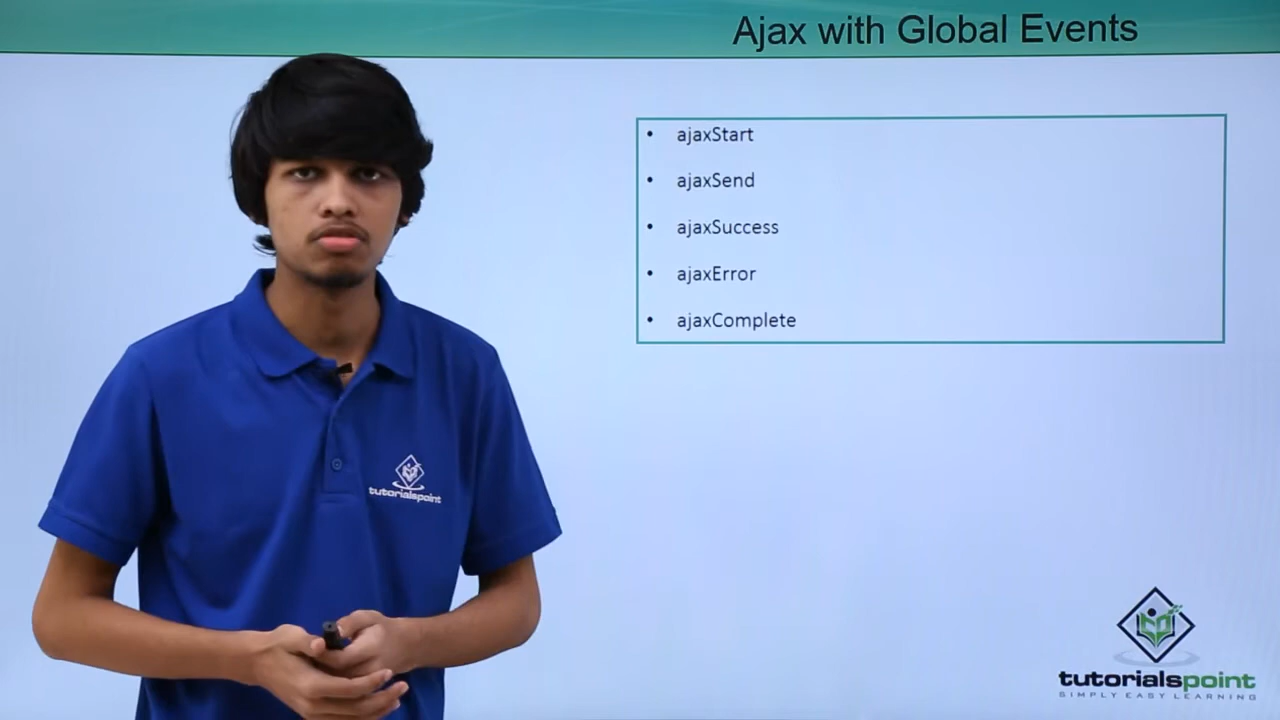 Ajax with Global Events
• ajaxStart
• ajaxSend
• ajaxSuccess
• ajaxError
• ajaxComplete
tutorialspoint
tutorialspoint
SIMPLY EASY LEARNING